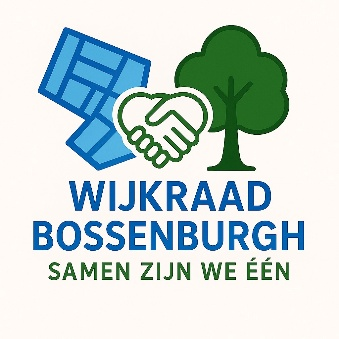 WIJKRAAD
BOSSENBURGH
SAMEN ZIJN WE ÉÉN